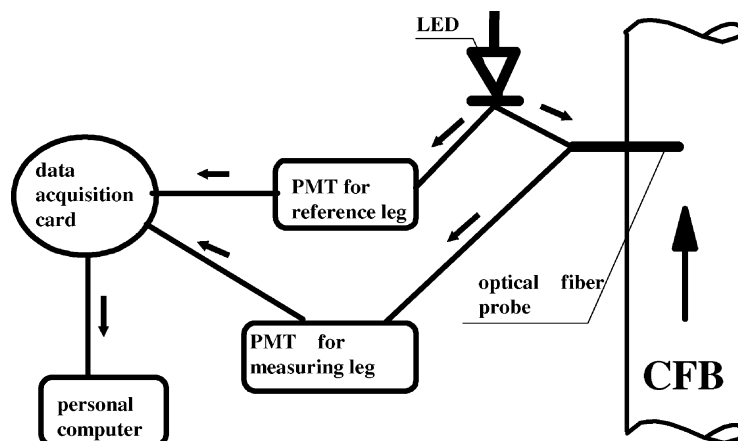 LED
data
acquisition
card
PMT for
reference leg
optical fiber
probe
PMT for
measuring leg
CFB
personal
computer